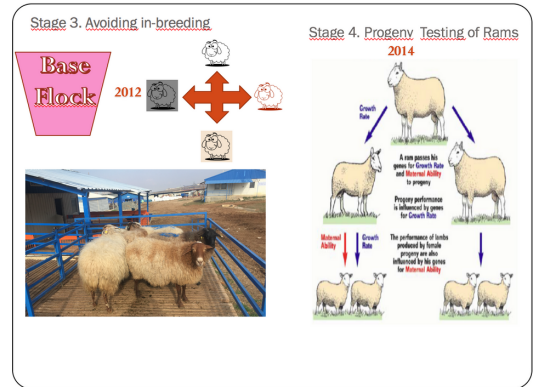 Stage 3. Avoiding in-breeding
Base
Flock
2012
Stage 4. Progeny Testing of Rams
2014
Growth
Rate
A ram passes his
genes for Growth Rate
and Maternal Ability
to progeny
Progeny performance
is influenced by genes
for Growth Rate
Maternal
Ability
Growth
Rate
The performance of lambs
produced by female
progeny are also
influenced by his genes
for Maternal Ability